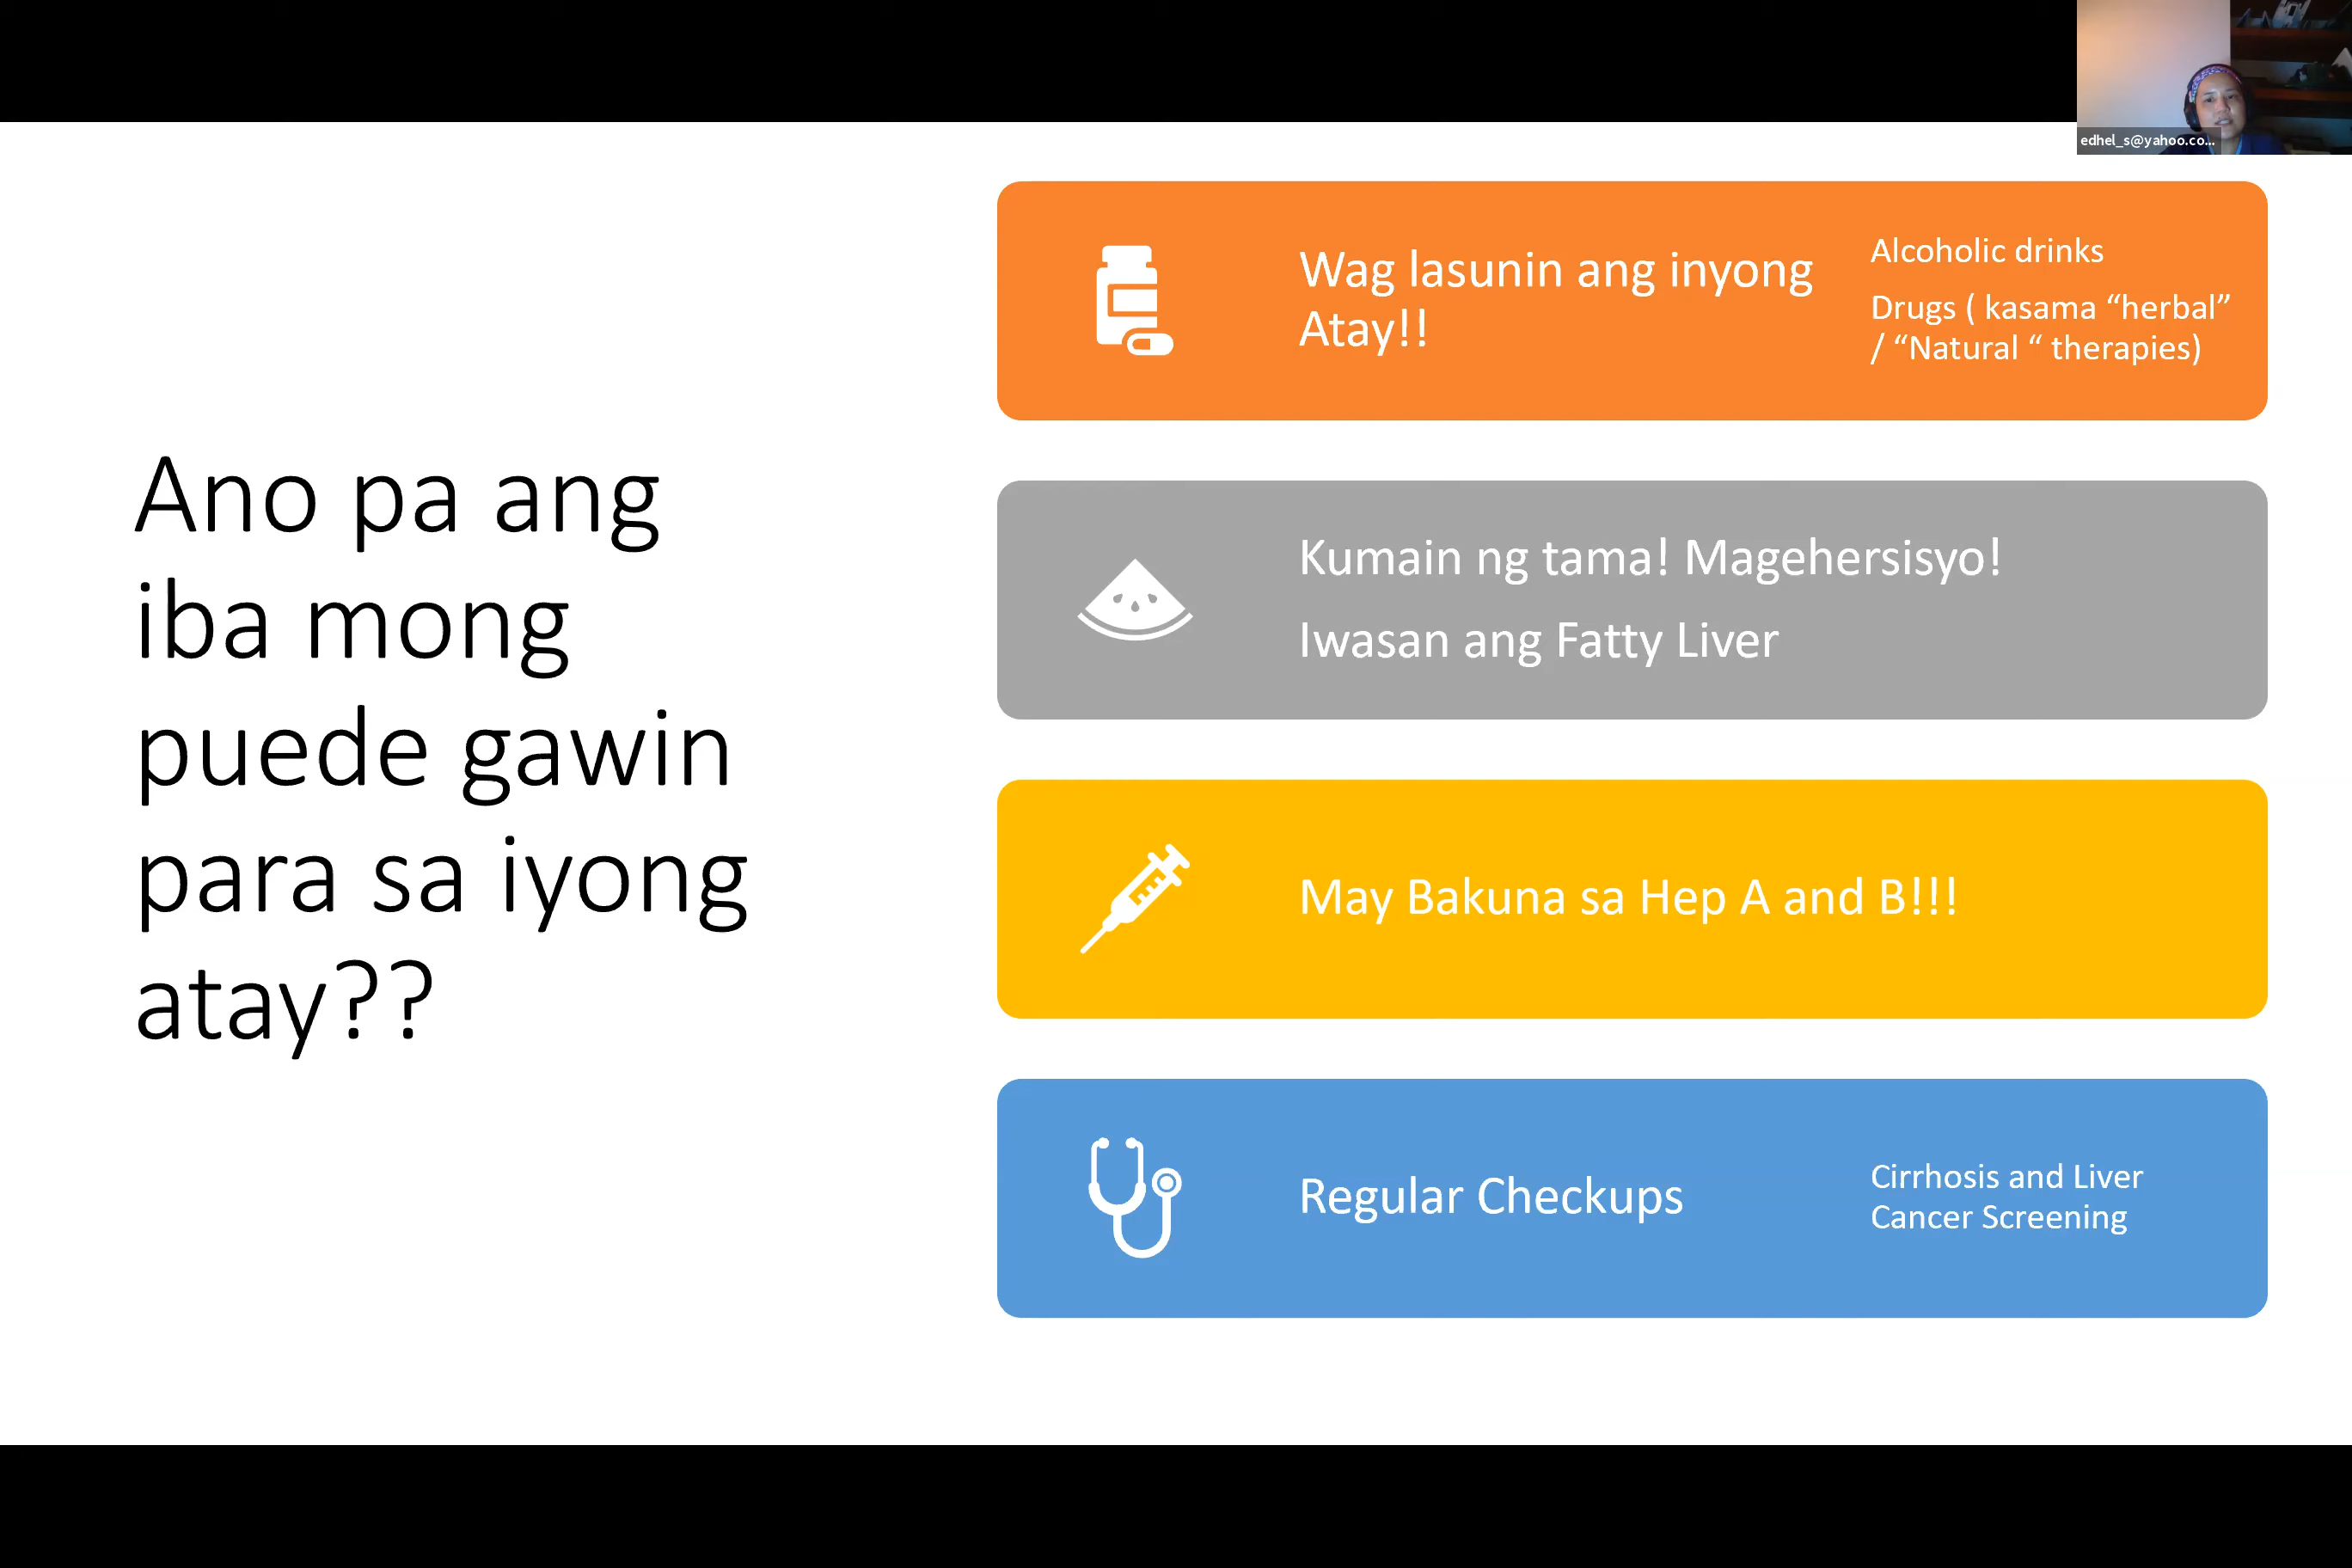 edhel_s@yahoo.co...
Ano pa ang
iba mong
puede gawin
para sa iyong
atay??
Wag lasunin ang inyong
Atay!!
Alcoholic drinks
Drugs ( kasama “herbal”
/ “Natural “ therapies)
Kumain ng tama! Magehersisyo!
Iwasan ang Fatty Liver
May Bakuna sa Hep A and B!!!
Regular Checkups
Cirrhosis and Liver
Cancer Screening